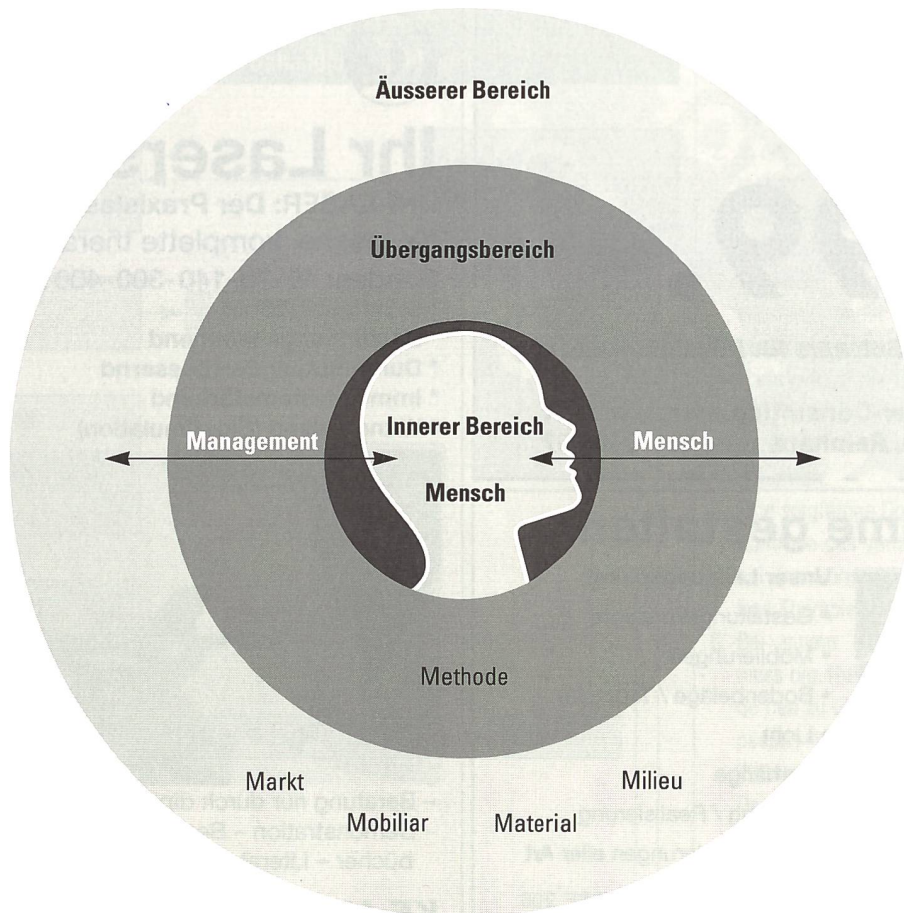 Äusserer Bereich
Übergangsbereich
Innerer Bereich
Management
Mensch
Mensch
Methode
Markt
Milieu
Mobiliar
Material